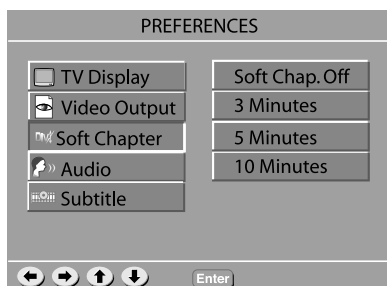 PREFERENCES
TV Display
Video Output
Soft Chapter
Audio
Subtitle
Soft Chap. Off
3 Minutes
5 Minutes
10 Minutes
Enter